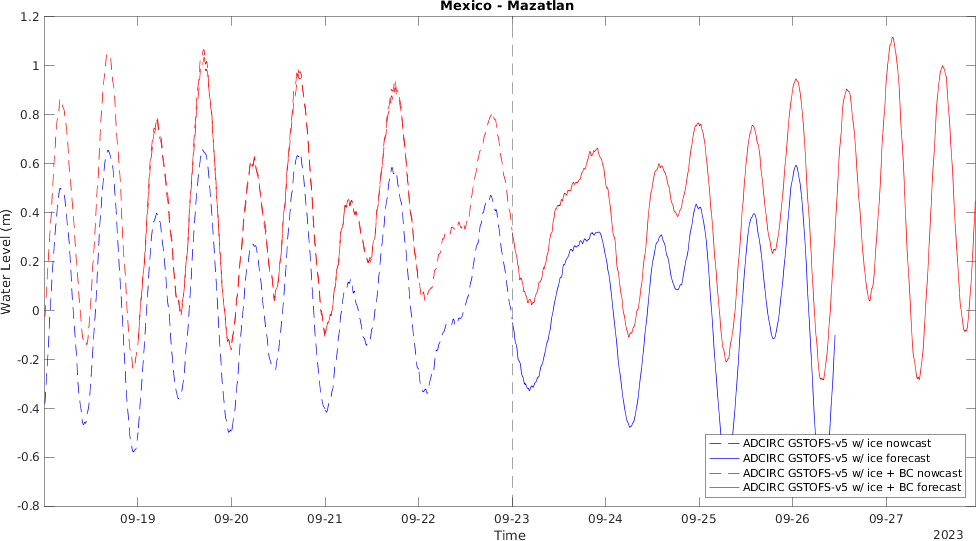 Mexico - Mazatlan
1.2
1
0.8
0.6
0.4
0.2
0
-0.2
-0.4
-0.6
-0.8
Water Level (m)
ADCIRC GSTOFS-v5 w/ ice nowcast
ADCIRC GSTOFS-v5 w/ ice forecast
ADCIRC GSTOFS-v5 w/ ice + BC nowcast
ADCIRC GSTOFS-v5 w/ ice + BC forecast
09-19 09-20 09-21 09-22 09-23 09-24 09-25 09-26 09-27
Time
2023